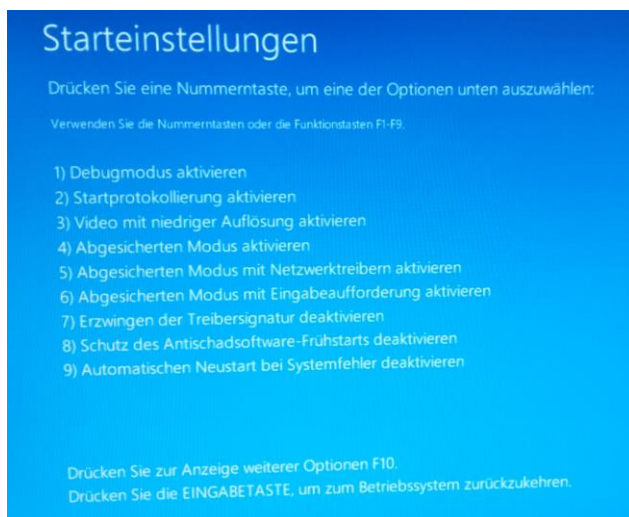 Starteinstellungen
Drücken Sie eine Nummerntaste, um eine der Optionen unten auszuwählen:
Verwenden Sie die Nummerntasten oder die Funktionstasten F1-F9.
1) Debugmodus aktivieren
2) Startprotokollierung aktivieren
3) Video mit niedriger Auflösung aktivieren
4) Abgesicherten Modus aktivieren
5) Abgesicherten Modus mit Netzwerktreibern aktivieren
6) Abgesicherten Modus mit Eingabeaufforderung aktivieren
7) Erzwingen der Treibersignatur deaktivieren
8) Schutz des Antischadsoftware-Frühstarts deaktivieren
9) Automatischen Neustart bei Systemfehler deaktivieren
Drücken Sie zur Anzeige weiterer Optionen F10.
Drücken Sie die EINGABETASTE, um zum Betriebssystem zurückzukehren.